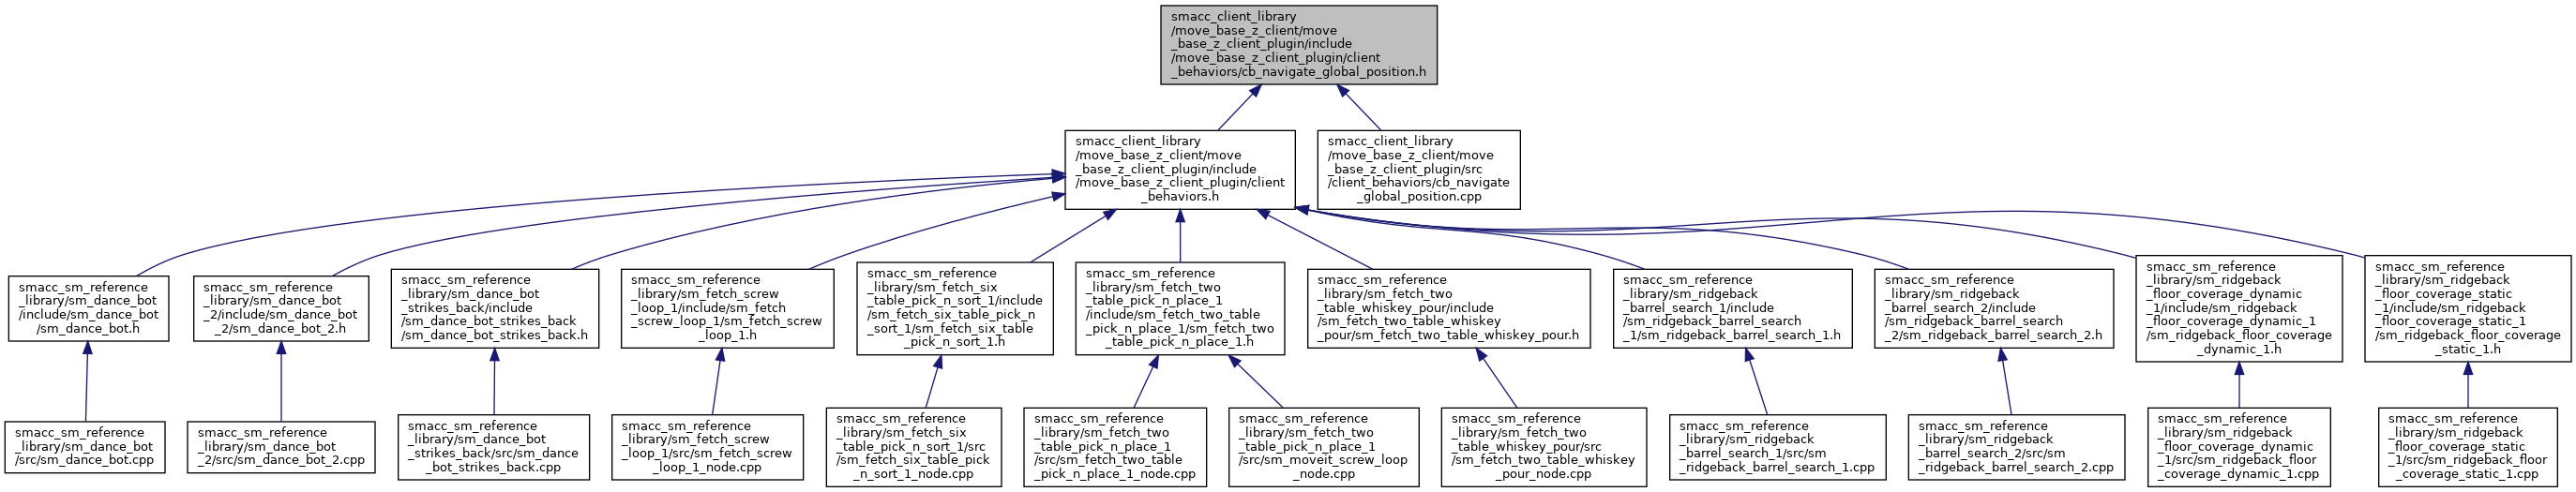 smacc_client_library
/move_base_z_client/move
_base_z_client_plugin/include
/move_base_z_client_plugin/client
_behaviors/cb_navigate_global_position.h
smacc_client_library
/move_base_z_client/move
_base_z_client_plugin/include
/move_base_z_client_plugin/client
_behaviors.h
smacc_client_library
/move_base_z_client/move
_base_z_client_plugin/src
/client_behaviors/cb_navigate
_global_position.cpp
smacc_sm_reference
_library/sm_dance_bot
/include/sm_dance_bot
/sm_dance_bot.h
smacc_sm_reference
_library/sm_dance_bot
_2/include/sm_dance_bot
_2/sm_dance_bot_2.h
smacc_sm_reference
_library/sm_dance_bot
_strikes_back/include
/sm_dance_bot_strikes_back
/sm_dance_bot_strikes_back.h
smacc_sm_reference
_library/sm_fetch_screw
_loop_1/include/sm_fetch
_screw_loop_1/sm_fetch_screw
_loop_1.h
smacc_sm_reference
_library/sm_fetch_six
_table_pick_n_sort_1/include
/sm_fetch_six_table_pick_n
_sort_1/sm_fetch_six_table
_pick_n_sort_1.h
smacc_sm_reference
_library/sm_fetch_two
_table_pick_n_place_1
/include/sm_fetch_two_table
_pick_n_place_1/sm_fetch_two
_table_pick_n_place_1.h
smacc_sm_reference
_library/sm_fetch_two
_table_whiskey_pour/include
/sm_fetch_two_table_whiskey
_pour/sm_fetch_two_table_whiskey_pour.h
smacc_sm_reference
_library/sm_ridgeback
_barrel_search_1/include
/sm_ridgeback_barrel_search
_1/sm_ridgeback_barrel_search_1.h
smacc_sm_reference
_library/sm_ridgeback
_barrel_search_2/include
/sm_ridgeback_barrel_search
_2/sm_ridgeback_barrel_search_2.h
smacc_sm_reference
_library/sm_ridgeback
_floor_coverage_dynamic
_1/include/sm_ridgeback
_floor_coverage_dynamic_1
/sm_ridgeback_floor_coverage
_dynamic_1.h
smacc_sm_reference
_library/sm_ridgeback
_floor_coverage_static
_1/include/sm_ridgeback
_floor_coverage_static_1
/sm_ridgeback_floor_coverage
_static_1.h
smacc_sm_reference
_library/sm_dance_bot
/src/sm_dance_bot.cpp
smacc_sm_reference
_library/sm_dance_bot
_2/src/sm_dance_bot_2.cpp
smacc_sm_reference
_library/sm_dance_bot
_strikes_back/src/sm_dance
_bot_strikes_back.cpp
smacc_sm_reference
_library/sm_fetch_screw
_loop_1/src/sm_fetch_screw
_loop_1_node.cpp
smacc_sm_reference
_library/sm_fetch_six
_table_pick_n_sort_1/src
/sm_fetch_six_table_pick
_n_sort_1_node.cpp
smacc_sm_reference
_library/sm_fetch_two
_table_pick_n_place_1
/src/sm_fetch_two_table
_pick_n_place_1_node.cpp
smacc_sm_reference
_library/sm_fetch_two
_table_pick_n_place_1
/src/sm_moveit_screw_loop
_node.cpp
smacc_sm_reference
_library/sm_fetch_two
_table_whiskey_pour/src
/sm_fetch_two_table_whiskey
_pour_node.cpp
smacc_sm_reference
_library/sm_ridgeback
_barrel_search_1/src/sm
_ridgeback_barrel_search_1.cpp
smacc_sm_reference
_library/sm_ridgeback
_barrel_search_2/src/sm
_ridgeback_barrel_search_2.cpp
smacc_sm_reference
_library/sm_ridgeback
_floor_coverage_dynamic
_1/src/sm_ridgeback_floor
_coverage_dynamic_1.cpp
smacc_sm_reference
_library/sm_ridgeback
_floor_coverage_static
_1/src/sm_ridgeback_floor
_coverage_static_1.cpp